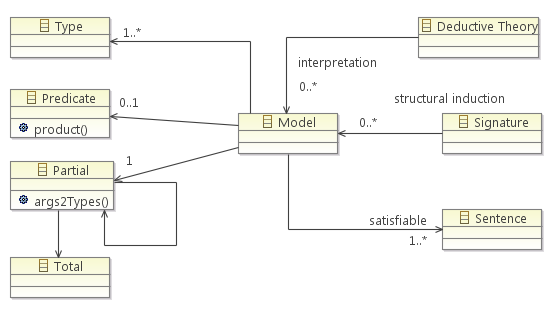 Type
Deductive Theory
1..*
interpretation
0..*
Predicate
product()
0..1
structural induction
Model
0..*
Signature
Partial
args2Types()
1
satisfiable
1..*
Sentence
Total